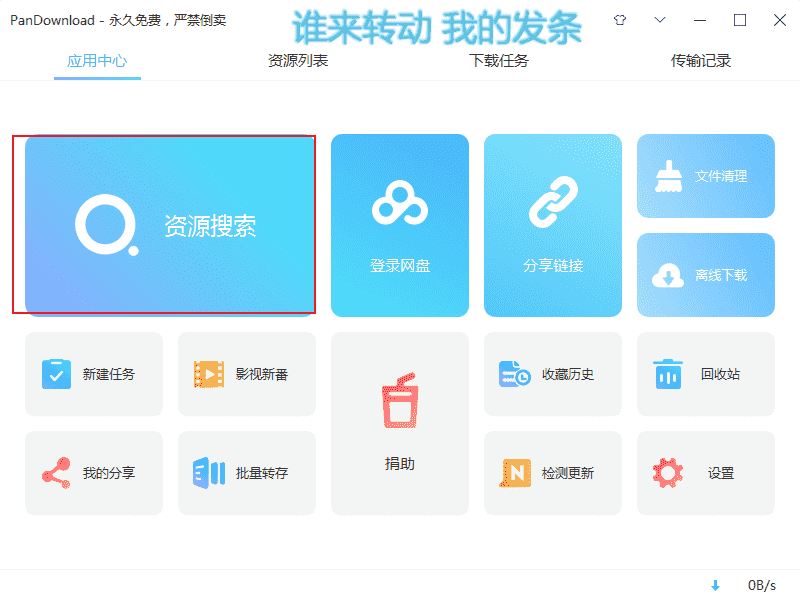 PanDownload - 永久免费，严禁倒卖
谁来转动 我的发条
应用中心
资源列表
下载任务
传输记录
资源搜索
登录网盘
分享链接
文件清理
离线下载
新建任务
影视新番
捐助
收藏历史
回收站
我的分享
批量转存
检测更新
设置
0B/s